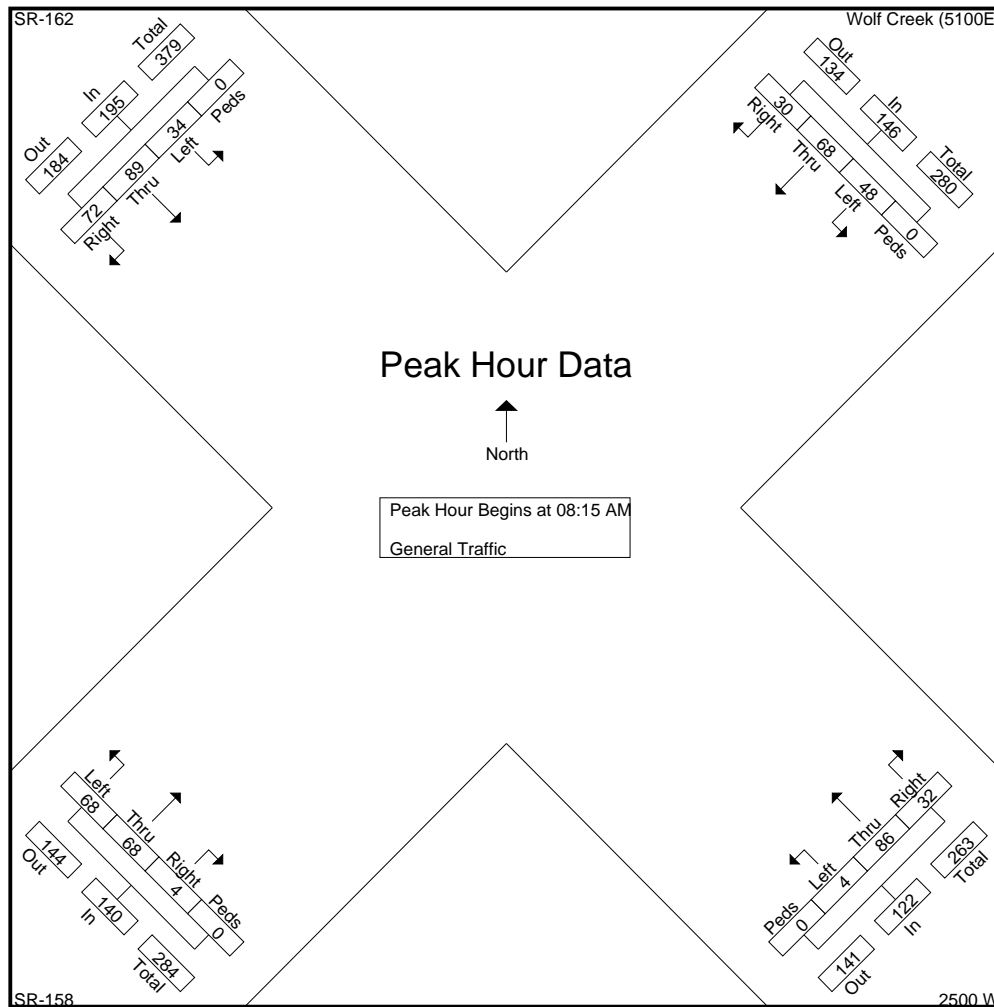 SR-162
Wolf Creek (5100E
Out
In
Total
184
195
379
Right
Thru
Left
Peds
72
89
34
0
Out
In
Total
134
146
280
Right
Thru
Left
Peds
30
68
48
0
Peak Hour Data
North
Peak Hour Begins at 08:15 AM
General Traffic
Left
Thru
Right
Peds
68
68
4
0
Out
In
Total
144
140
284
Peds
Left
Thru
Right
0
4
86
32
Out
In
Total
141
122
263
SR-158
2500 W